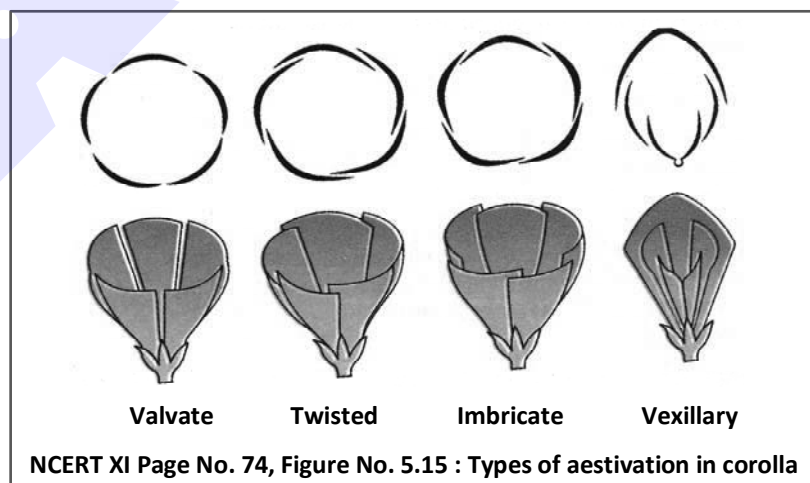 Valvate Twisted Imbricate Vexillary
NCERT XI Page No. 74, Figure No. 5.15 : Types of aestivation in corolla